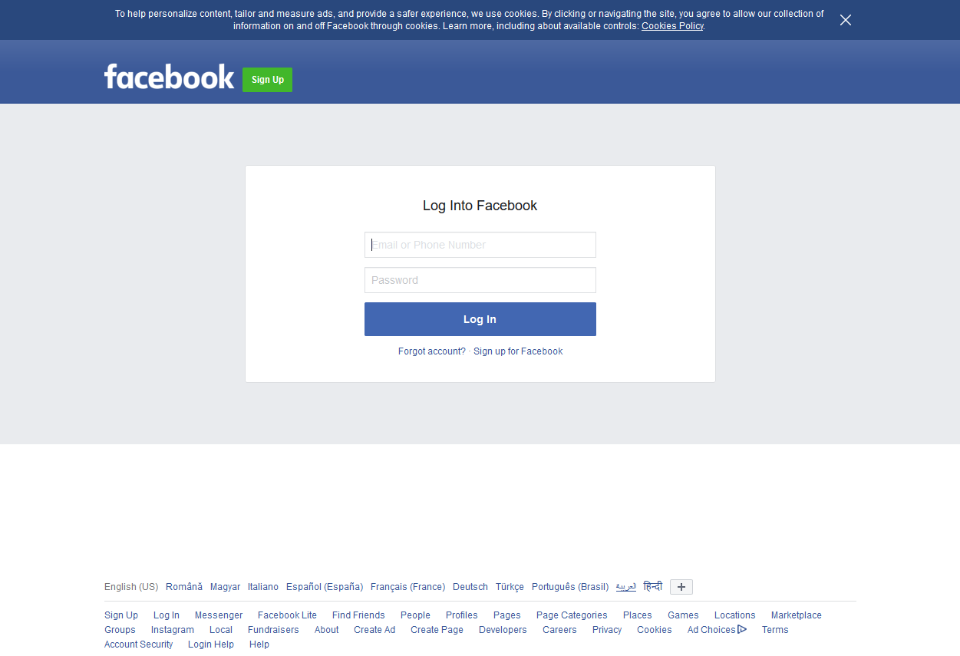 To help personalize content, tailor and measure ads, and provide a safer experience, we use cookies. By clicking or navigating the site, you agree to allow our collection of
information on and off Facebook through cookies. Learn more, including about available controls: Cookies Policy.
facebook Sign Up
Log Into Facebook
Email or Phone Number
Password
Log In
Forgot account? Sign up for Facebook
English (US) Română Magyar Italiano Español (España) Français (France) Deutsch Türkçe Português (Brasil) العربية हिन्दी +
Sign Up Log In Messenger Facebook Lite Find Friends People Profiles Pages Page Categories Places Games Locations Marketplace
Groups Instagram Local Fundraisers About Create Ad Create Page Developers Careers Privacy Cookies Ad Choices Terms
Account Security Login Help Help